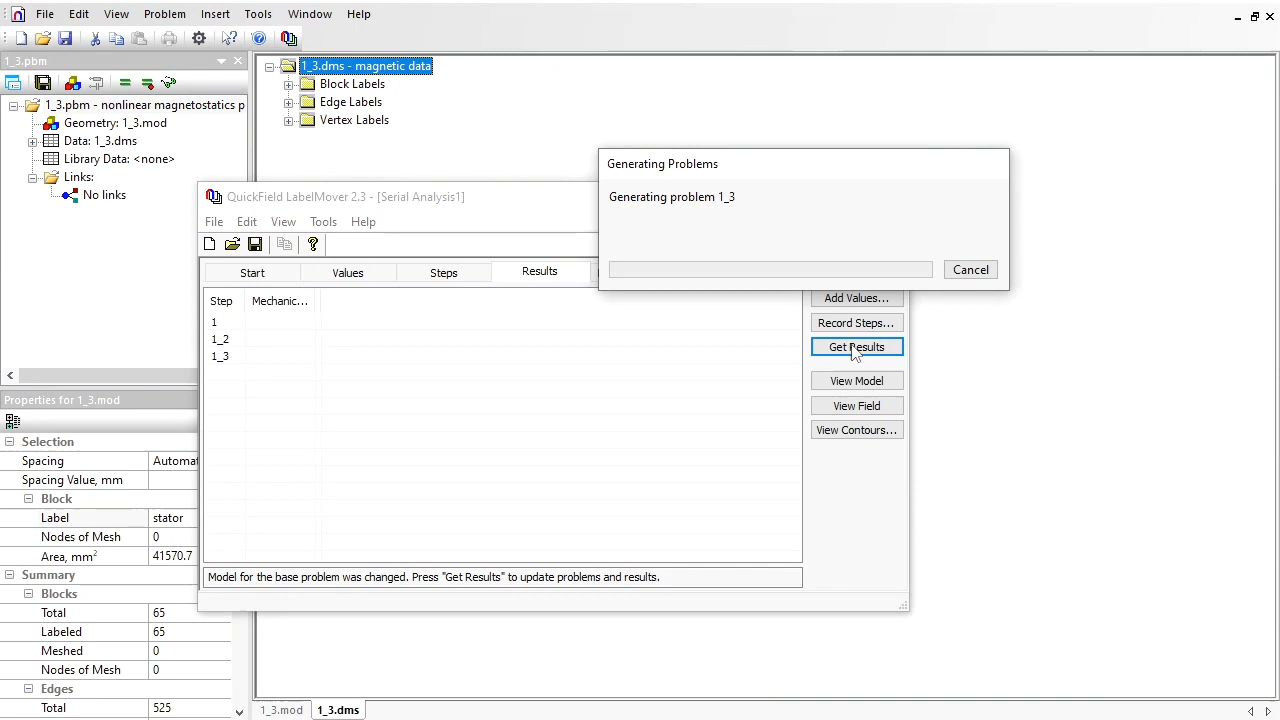 File Edit View Problem Insert Tools Window Help
1_3.pbm
1_3.pbm - nonlinear magnetostatics p
Geometry: 1_3.mod
Data: 1_3.dms
Library Data: <none>
Links:
No links
1_3.dms - magnetic data
Block Labels
Edge Labels
Vertex Labels
Generating Problems
Generating problem 1_3
Cancel
QuickField LabelMover 2.3 - [Serial Analysis1]
File Edit View Tools Help
Start Values Steps Results
Step Mechanic...
1
1_2
1_3
Add Values...
Record Steps...
Get Results
View Model
View Field
View Contours...
Model for the base problem was changed. Press "Get Results" to update problems and results.
Properties for 1_3.mod
Selection
Spacing Automat
Spacing Value, mm
Block
Label stator
Nodes of Mesh 0
Area, mm² 41570.7
Summary
Blocks
Total 65
Labeled 65
Meshed 0
Nodes of Mesh 0
Edges
Total 525
1_3.mod 1_3.dms